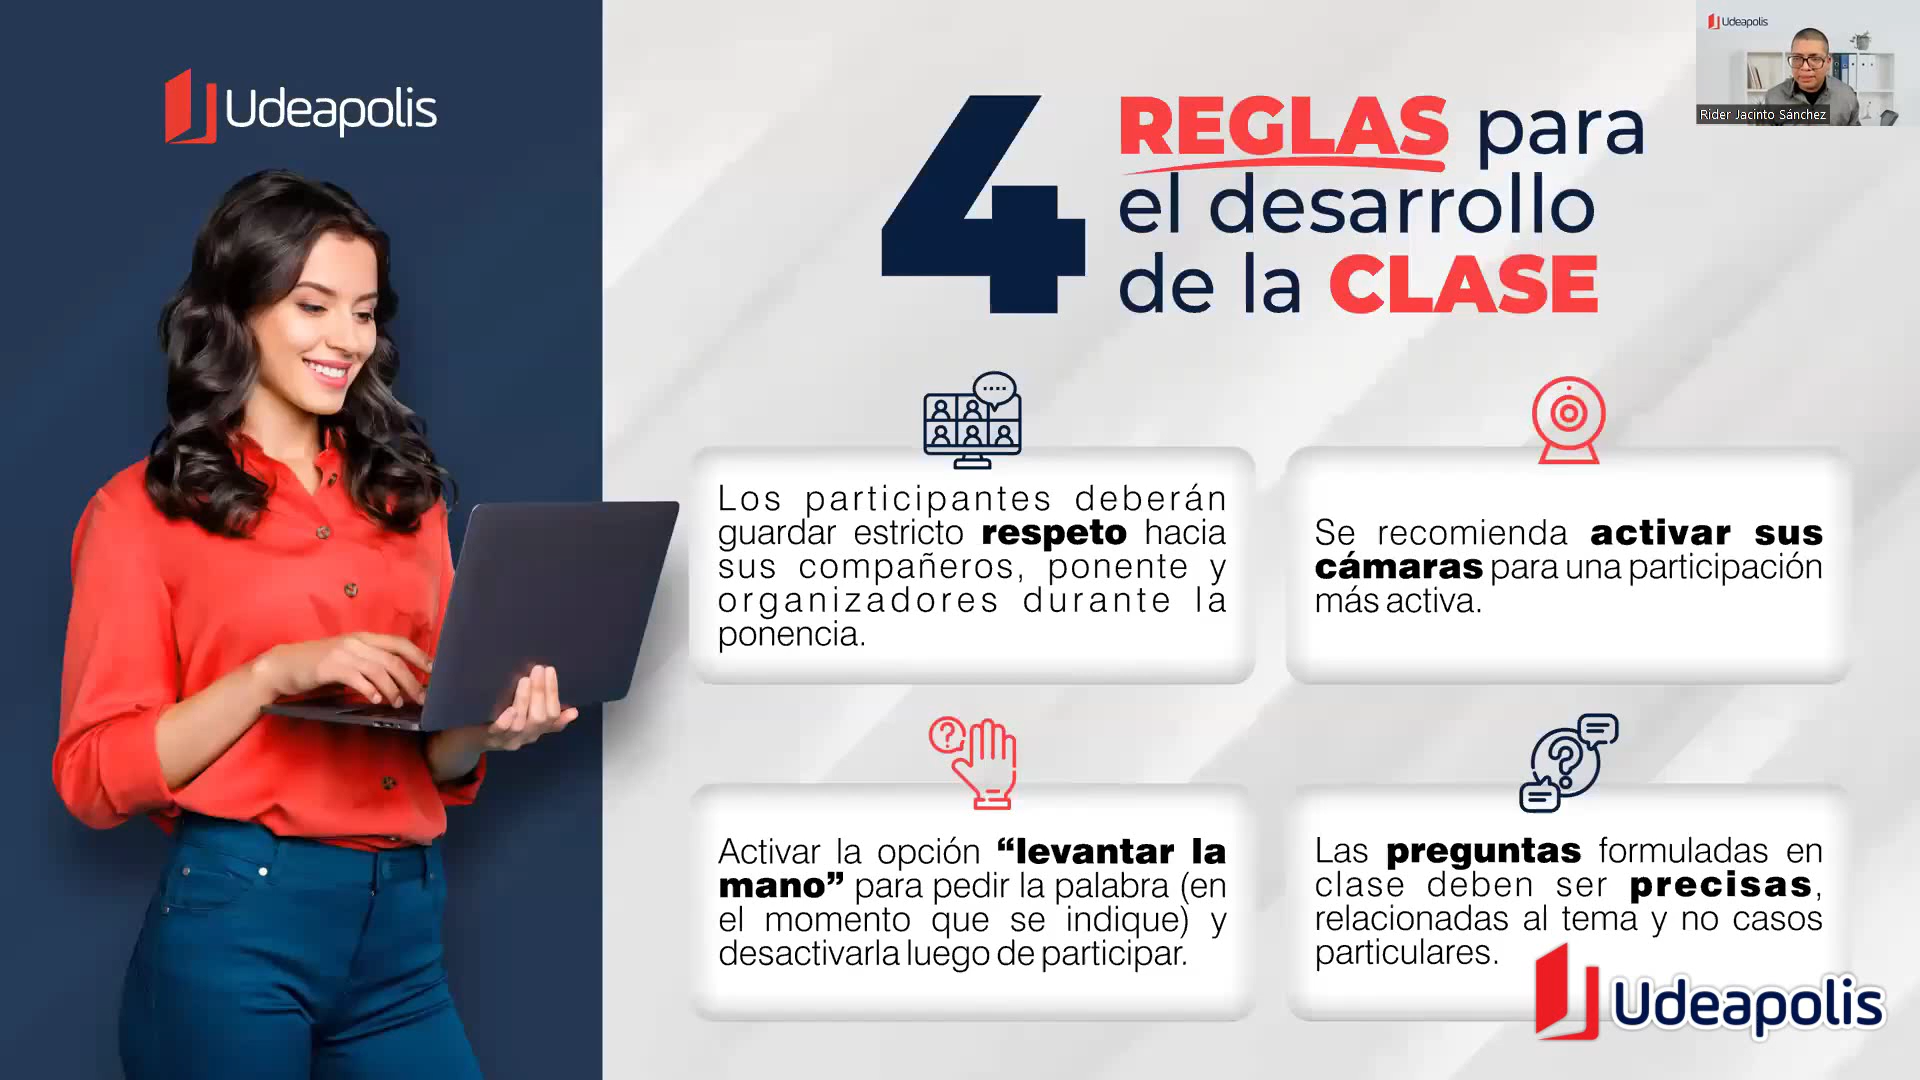 Udeapolis
4 REGLAS para
el desarrollo
de la CLASE
Udeapolis
Rider Jacinto Sánchez
Los participantes deberán
guardar estricto respeto hacia
sus compañeros, ponente y
organizadores durante la
ponencia.
Se recomienda activar sus
cámaras para una participación
más activa.
Activar la opción “levantar la
mano” para pedir la palabra (en
el momento que se indique) y
desactivarla luego de participar.
Las preguntas formuladas en
clase deben ser precisas,
relacionadas al tema y no casos
particulares.
Udeapolis